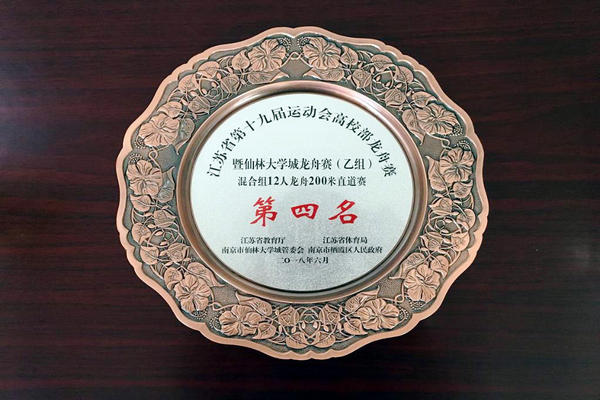 江苏省第十九届运动会高校部龙舟赛
暨仙林大学城龙舟赛（乙组）
混合组12人龙舟200米直道赛
第四名
江苏省教育厅 江苏省体育局
南京市仙林大学城管委会 南京市栖霞区人民政府
二〇一八年六月